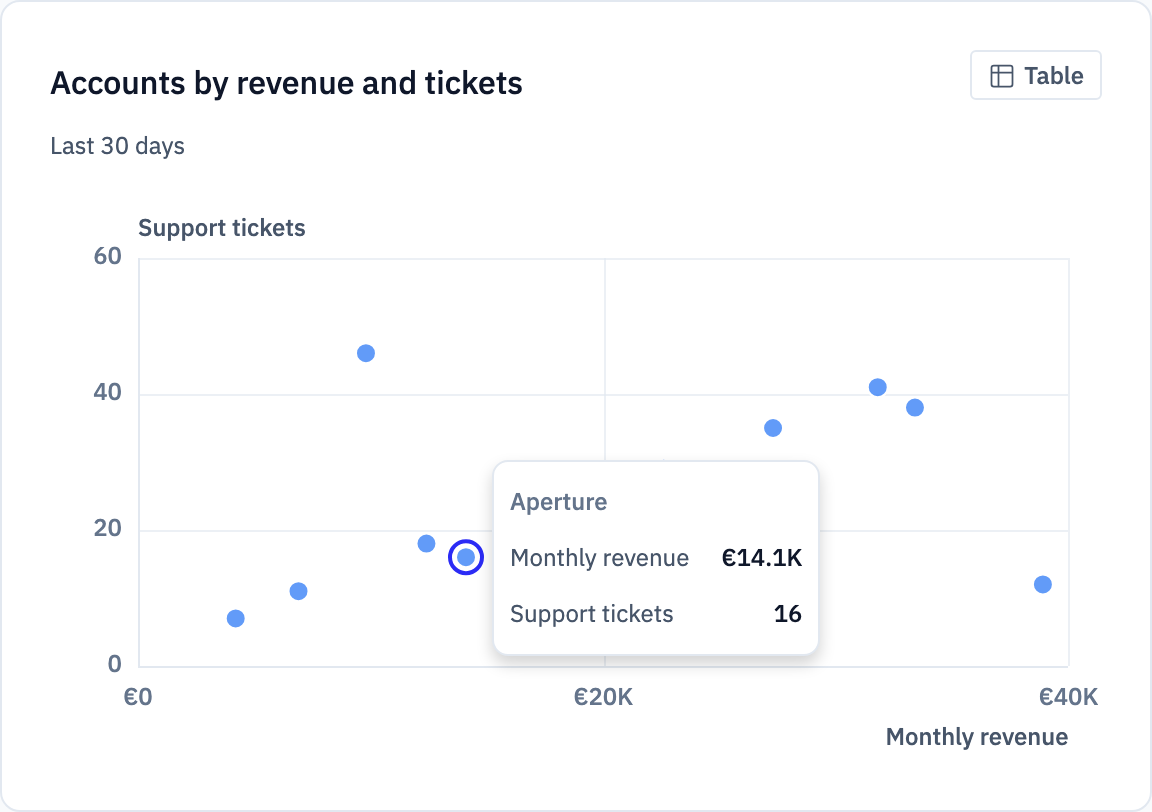 Accounts by revenue and tickets
Table
Last 30 days
Support tickets
60
40
20
0
Aperture
Monthly revenue €14.1K
Support tickets 16
€0 €20K €40K
Monthly revenue